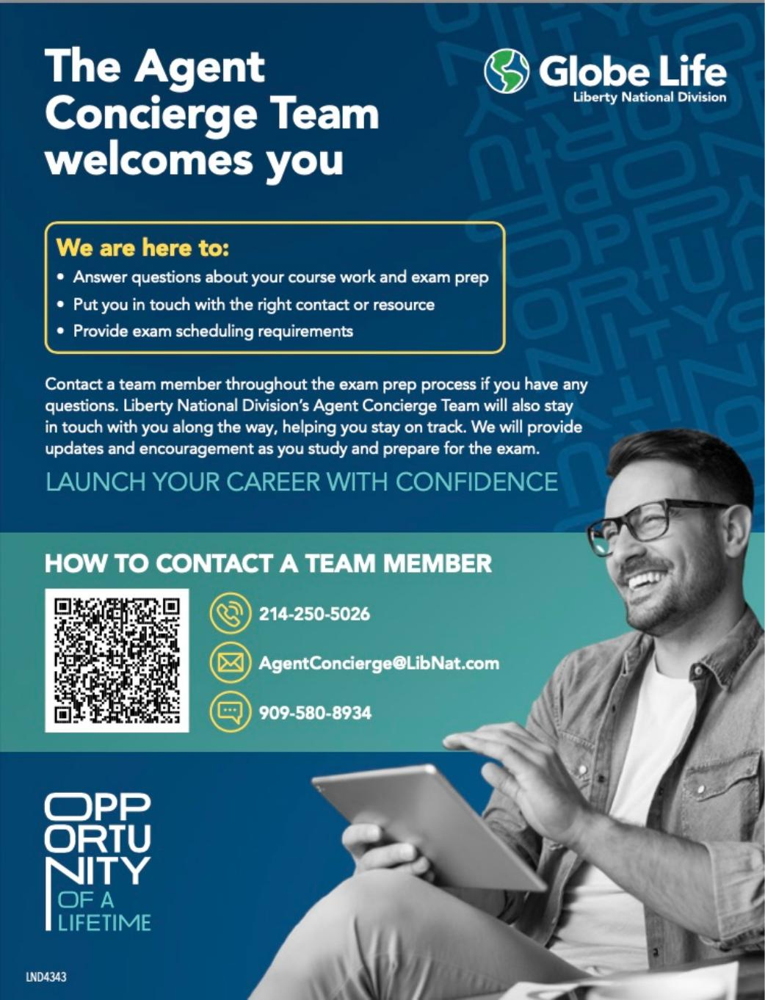 The Agent
Concierge Team
welcomes you
Globe Life
Liberty National Division
We are here to:
• Answer questions about your course work and exam prep
• Put you in touch with the right contact or resource
• Provide exam scheduling requirements
Contact a team member throughout the exam prep process if you have any
questions. Liberty National Division's Agent Concierge Team will also stay
in touch with you along the way, helping you stay on track. We will provide
updates and encouragement as you study and prepare for the exam.
LAUNCH YOUR CAREER WITH CONFIDENCE
HOW TO CONTACT A TEAM MEMBER
214-250-5026
AgentConcierge@LibNat.com
909-580-8934
OPP
ORTU
NITY
OF A
LIFETIME
LND4343